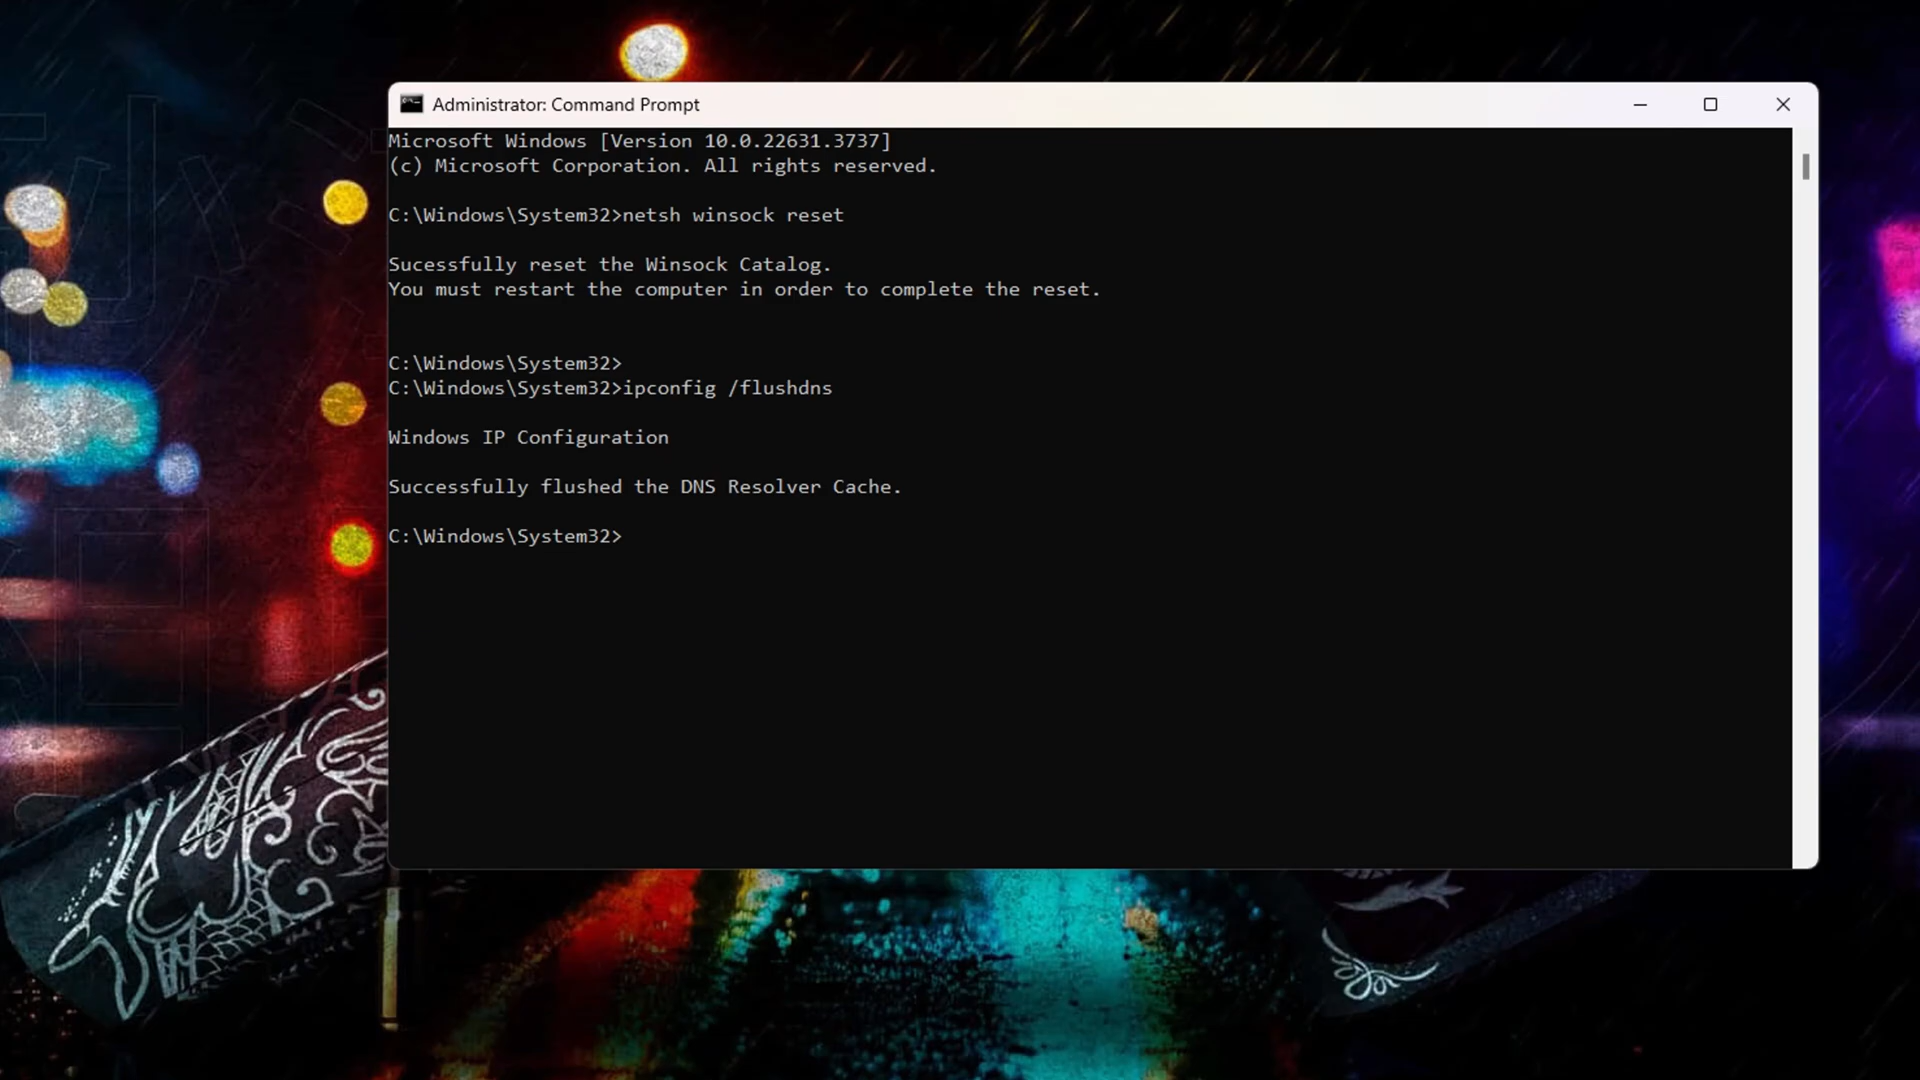 Administrator: Command Prompt
Microsoft Windows [Version 10.0.22631.3737]
(c) Microsoft Corporation. All rights reserved.
C:\Windows\System32>netsh winsock reset
Sucessfully reset the Winsock Catalog.
You must restart the computer in order to complete the reset.
C:\Windows\System32>
C:\Windows\System32>ipconfig /flushdns
Windows IP Configuration
Successfully flushed the DNS Resolver Cache.
C:\Windows\System32>